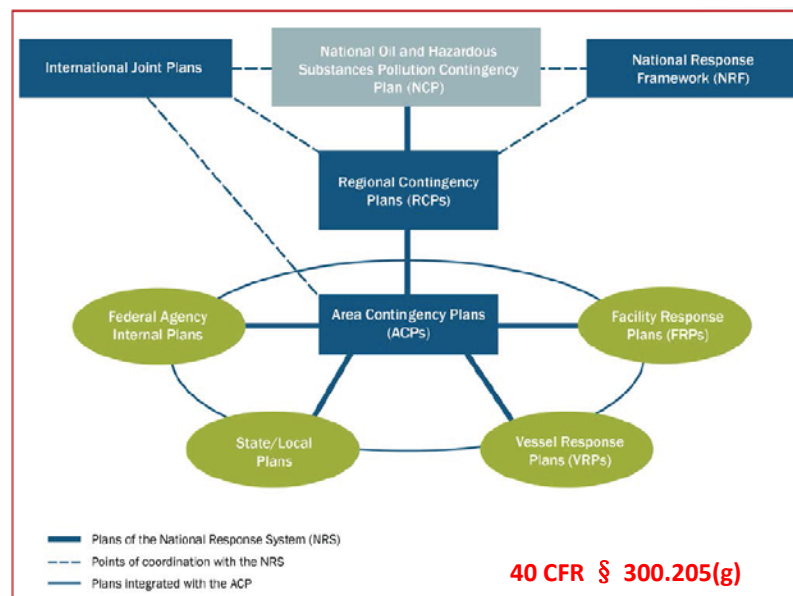 International Joint Plans
National Oil and Hazardous
Substances Pollution Contingency
Plan (NCP)
National Response
Framework (NRF)
Regional Contingency
Plans (RCPs)
Federal Agency
Internal Plans
Area Contingency Plans
(ACPs)
Facility Response
Plans (FRPs)
State/Local
Plans
Vessel Response
Plans (VRPs)
Plans of the National Response System (NRS)
Points of coordination with the NRS
Plans integrated with the ACP
40 CFR § 300.205(g)